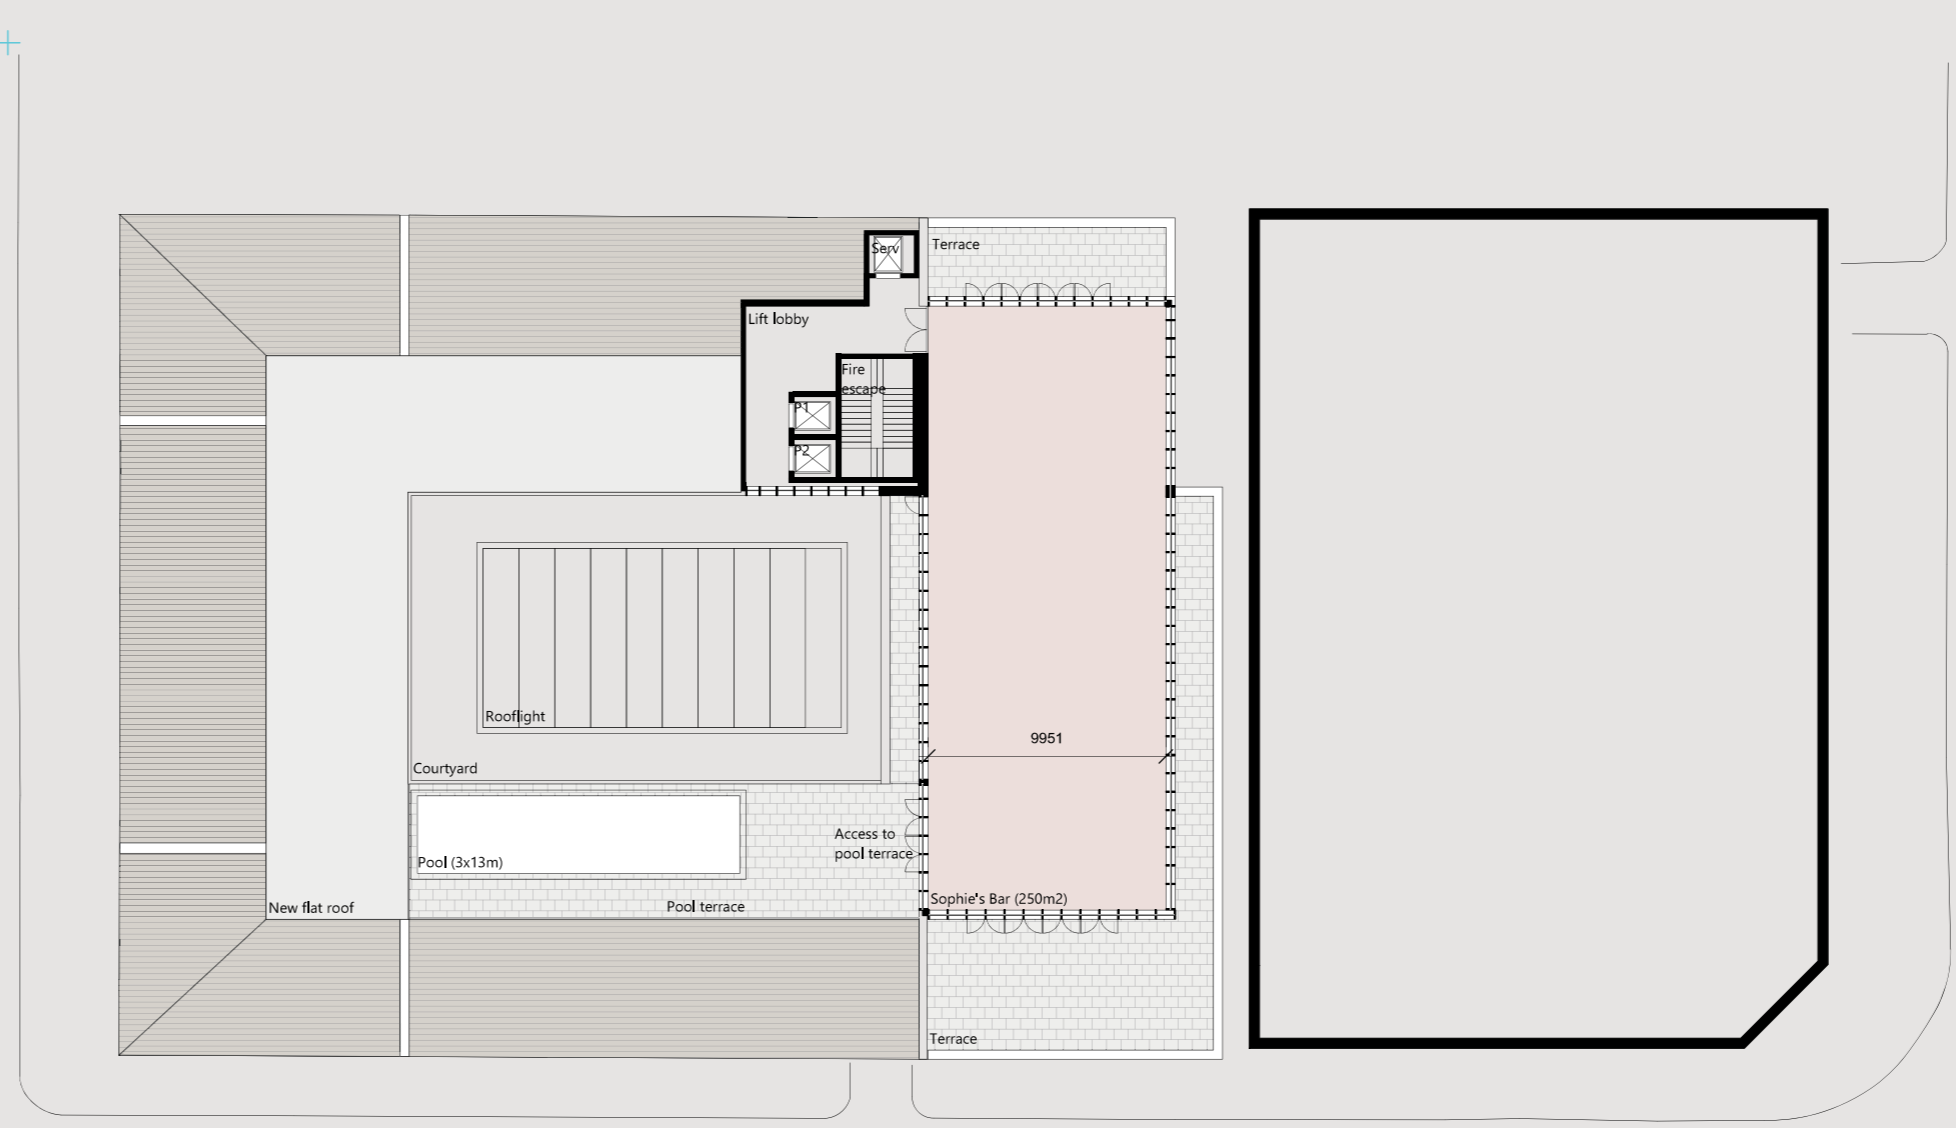 Serv
Terrace
Lift lobby
Fire
escape
P1
P2
Rooflight
9951
Courtyard
Access to
pool terrace
Pool (3x13m)
Sophie's Bar (250m2)
New flat roof
Pool terrace
Terrace